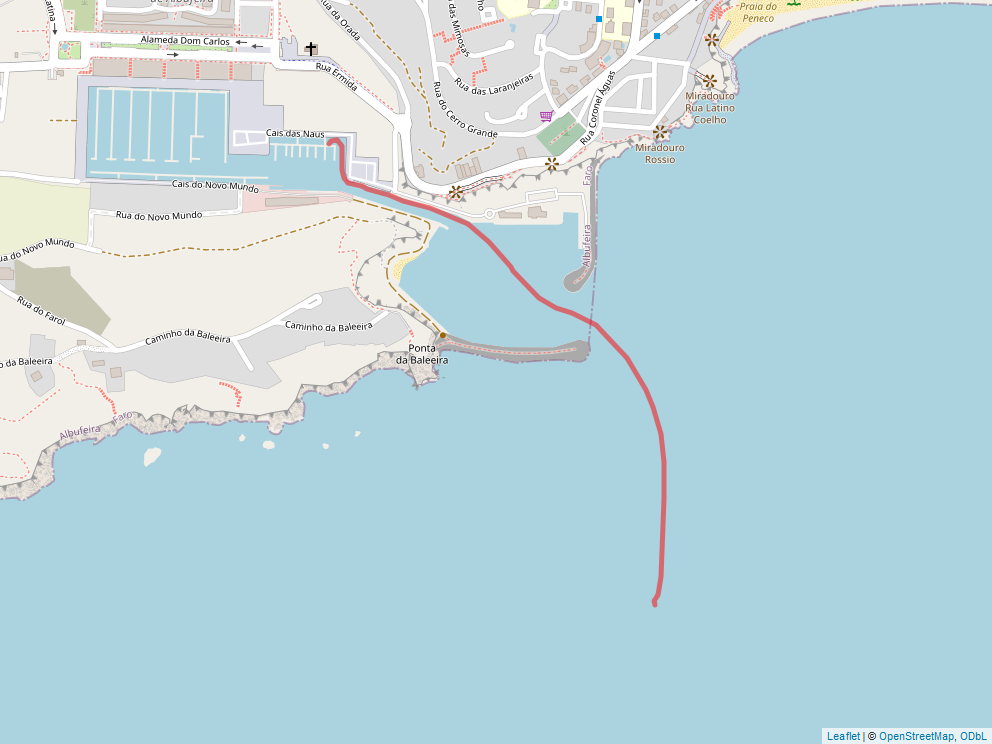 de Albufeira
Alameda Dom Carlos
Rua da Orada
das Mimosas
Rua Ermida
Rua das Laranjeiras
Rua do Cerro Grande
Rua Coronel Águas
Praia do
Peneco
Miradouro
Rua Latino
Coelho
Miradouro
Rossio
Cais das Naus
Cais do Novo Mundo
Rua do Novo Mundo
ua do Novo Mundo
Faro
Albufeira
Rua do Farol
Caminho da Baleeira
Caminho da Baleeira
o da Baleeira
Ponta
da Baleeira
Albufeira
Faro
Leaflet | © OpenStreetMap, ODbL